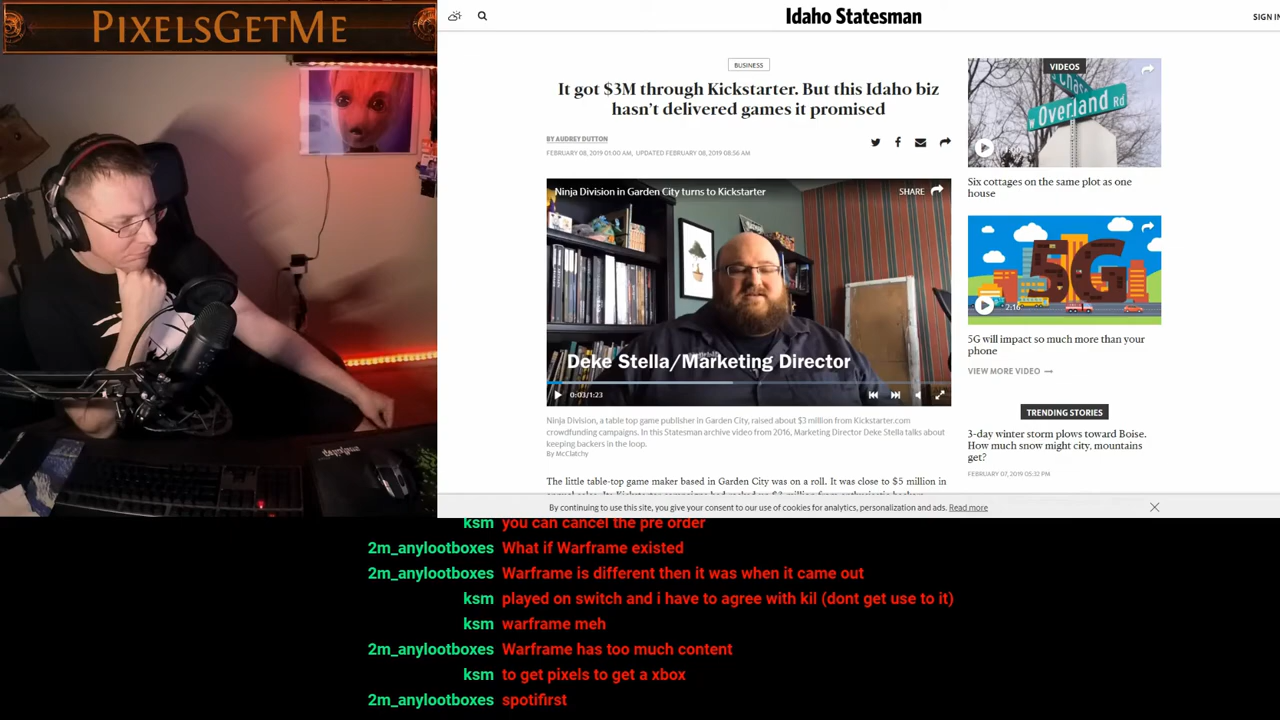 PIXELSGETME
SIGN IN
Idaho Statesman
BUSINESS
It got $3M through Kickstarter. But this Idaho biz
hasn't delivered games it promised
BY AUDREY DUTTON
FEBRUARY 08, 2019 01:00 AM, UPDATED FEBRUARY 08, 2019 08:56 AM
Ninja Division in Garden City turns to Kickstarter
SHARE
Deke Stella/Marketing Director
0:03/1:23
Ninja Division, a table top game publisher in Garden City, raised about $3 million from Kickstarter.com
crowdfunding campaigns. In this Statesman archive video from 2016, Marketing Director Deke Stella talks about
keeping backers in the loop.
By McClatchy
The little table-top game maker based in Garden City was on a roll. It was close to $5 million in
VIDEOS
W Overland Rd
Six cottages on the same plot as one
house
5G
2:16
5G will impact so much more than your
phone
VIEW MORE VIDEO
TRENDING STORIES
3-day winter storm plows toward Boise.
How much snow might city, mountains
get?
FEBRUARY 07, 2019 05:32 PM
By continuing to use this site, you give your consent to our use of cookies for analytics, personalization and ads. Read more
ksm you can cancel the pre order
2m_anylootboxes What if Warframe existed
2m_anylootboxes Warframe is different then it was when it came out
ksm played on switch and i have to agree with kil (dont get use to it)
ksm warframe meh
2m_anylootboxes Warframe has too much content
ksm to get pixels to get a xbox
2m_anylootboxes spotifirst